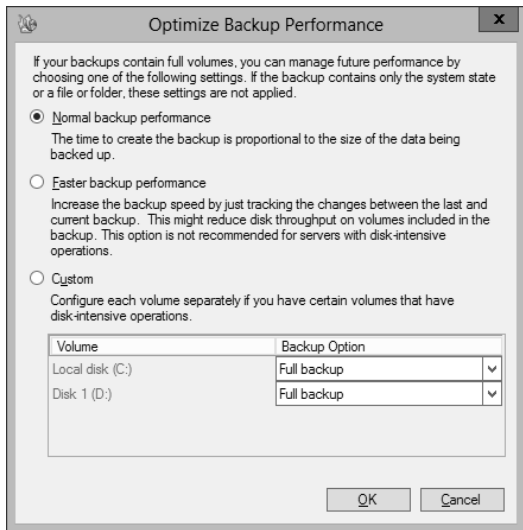 Optimize Backup Performance
x
If your backups contain full volumes, you can manage future performance by
choosing one of the following settings. If the backup contains only the system state
or a file or folder, these settings are not applied.
Normal backup performance
The time to create the backup is proportional to the size of the data being
backed up.
Faster backup performance
Increase the backup speed by just tracking the changes between the last and
current backup. This might reduce disk throughput on volumes included in the
backup. This option is not recommended for servers with disk-intensive
operations.
Custom
Configure each volume separately if you have certain volumes that have
disk-intensive operations.
Volume Backup Option
Local disk (C:) Full backup
Disk 1 (D:) Full backup
OK Cancel